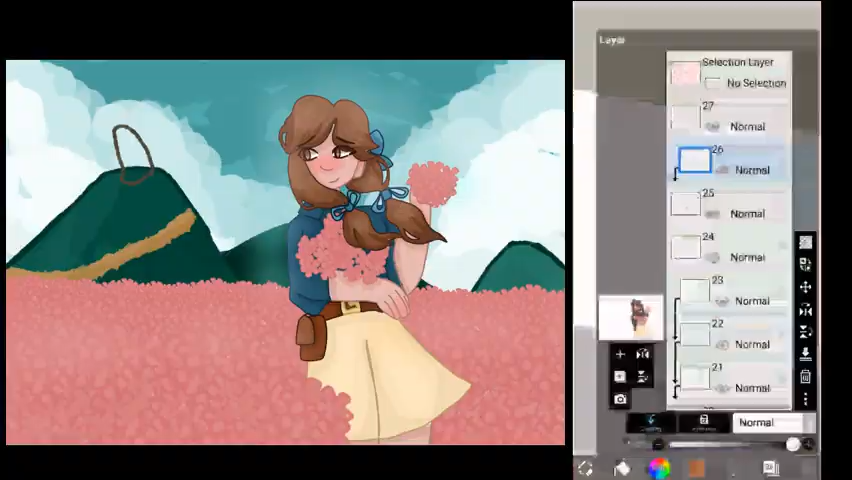 Layer
Selection Layer
No Selection
27
Normal
26
Normal
25
Normal
24
Normal
23
Normal
22
Normal
21
Normal
Normal